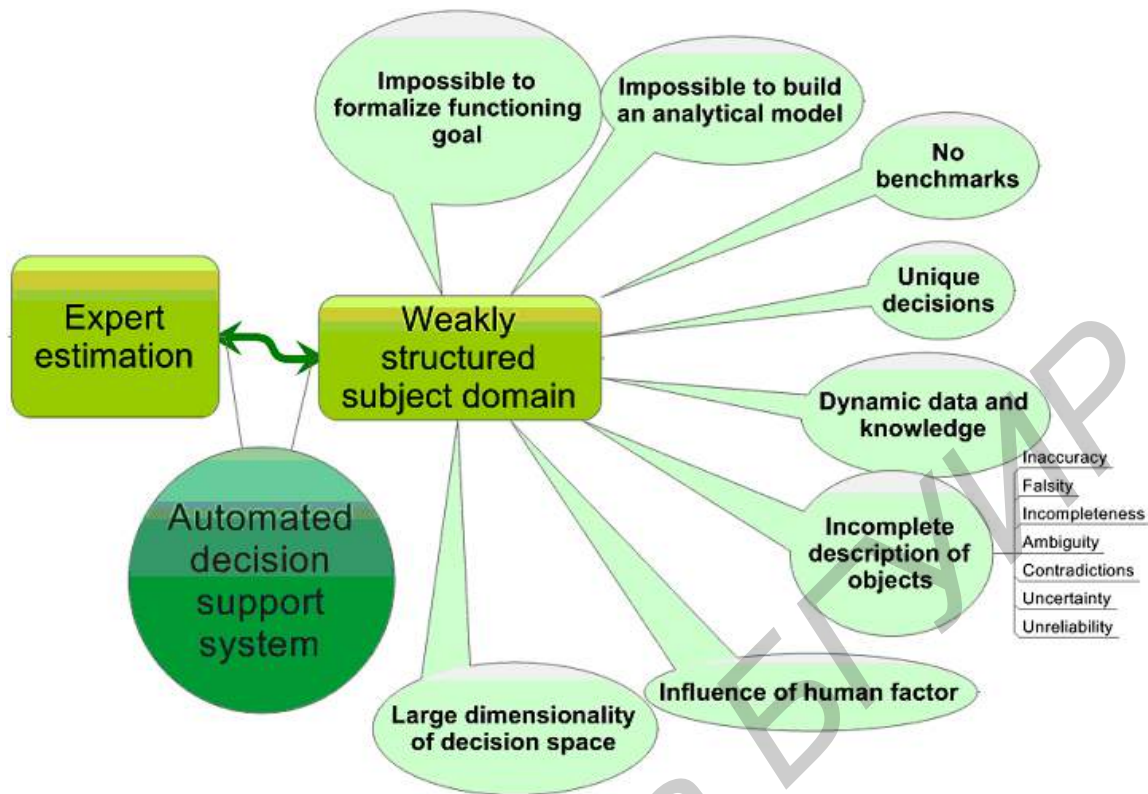 Impossible to
formalize functioning
goal
Impossible to build
an analytical model
No
benchmarks
Unique
decisions
Expert
estimation
Weakly
structured
subject domain
Dynamic data and
knowledge
Automated
decision
support
system
Incomplete
description of
objects
Inaccuracy
Falsity
Incompleteness
Ambiguity
Contradictions
Uncertainty
Unreliability
Influence of human factor
Large dimensionality
of decision space
БГУИР